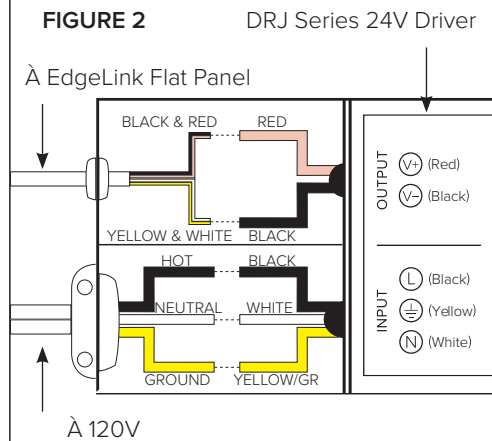 FIGURE 2
DRJ Series 24V Driver
À EdgeLink Flat Panel
BLACK & RED
RED
YELLOW & WHITE
BLACK
HOT
BLACK
NEUTRAL
WHITE
GROUND
YELLOW/GR
OUTPUT
V+ (Red)
V– (Black)
INPUT
L (Black)
(Yellow)
N (White)
À 120V